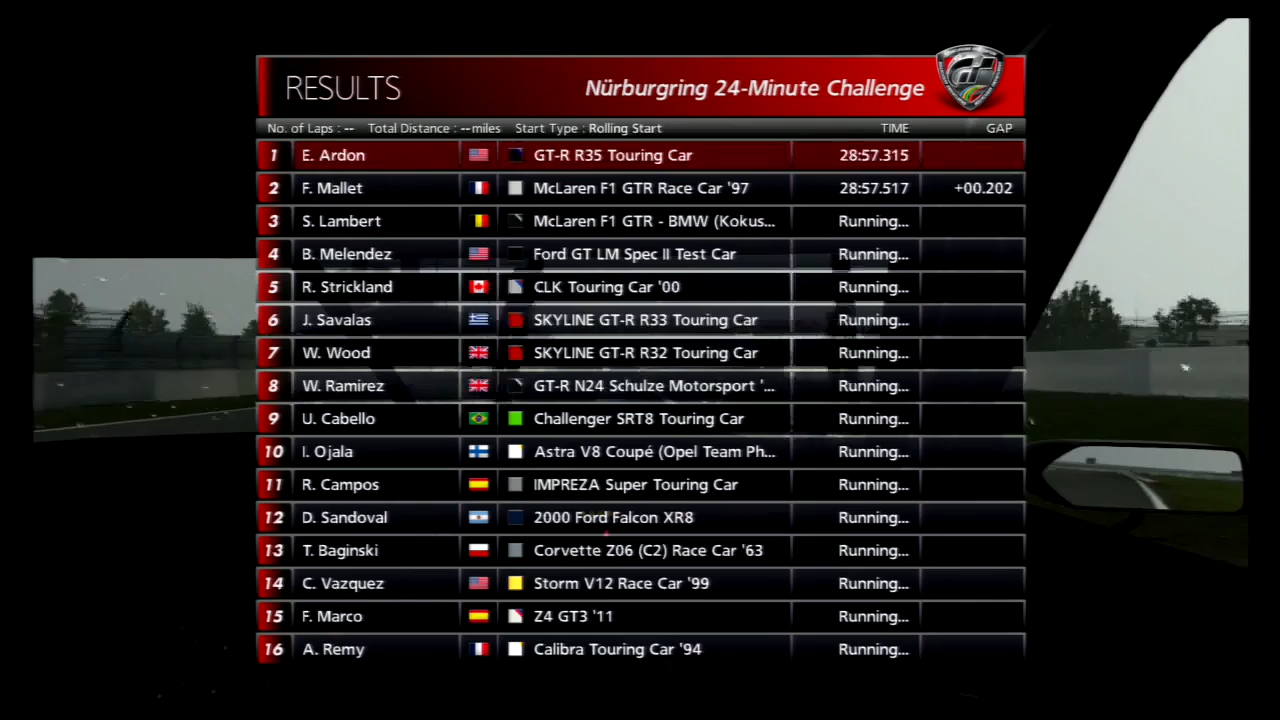 RESULTS Nürburgring 24-Minute Challenge
No. of Laps : -- Total Distance : -- miles Start Type : Rolling Start TIME GAP
1 E. Ardon GT-R R35 Touring Car 28:57.315
2 F. Mallet McLaren F1 GTR Race Car '97 28:57.517 +00.202
3 S. Lambert McLaren F1 GTR - BMW (Kokus... Running...
4 B. Melendez Ford GT LM Spec II Test Car Running...
5 R. Strickland CLK Touring Car '00 Running...
6 J. Savalas SKYLINE GT-R R33 Touring Car Running...
7 W. Wood SKYLINE GT-R R32 Touring Car Running...
8 W. Ramirez GT-R N24 Schulze Motorsport '... Running...
9 U. Cabello Challenger SRT8 Touring Car Running...
10 I. Ojala Astra V8 Coupé (Opel Team Ph... Running...
11 R. Campos IMPREZA Super Touring Car Running...
12 D. Sandoval 2000 Ford Falcon XR8 Running...
13 T. Baginski Corvette Z06 (C2) Race Car '63 Running...
14 C. Vazquez Storm V12 Race Car '99 Running...
15 F. Marco Z4 GT3 '11 Running...
16 A. Remy Calibra Touring Car '94 Running...